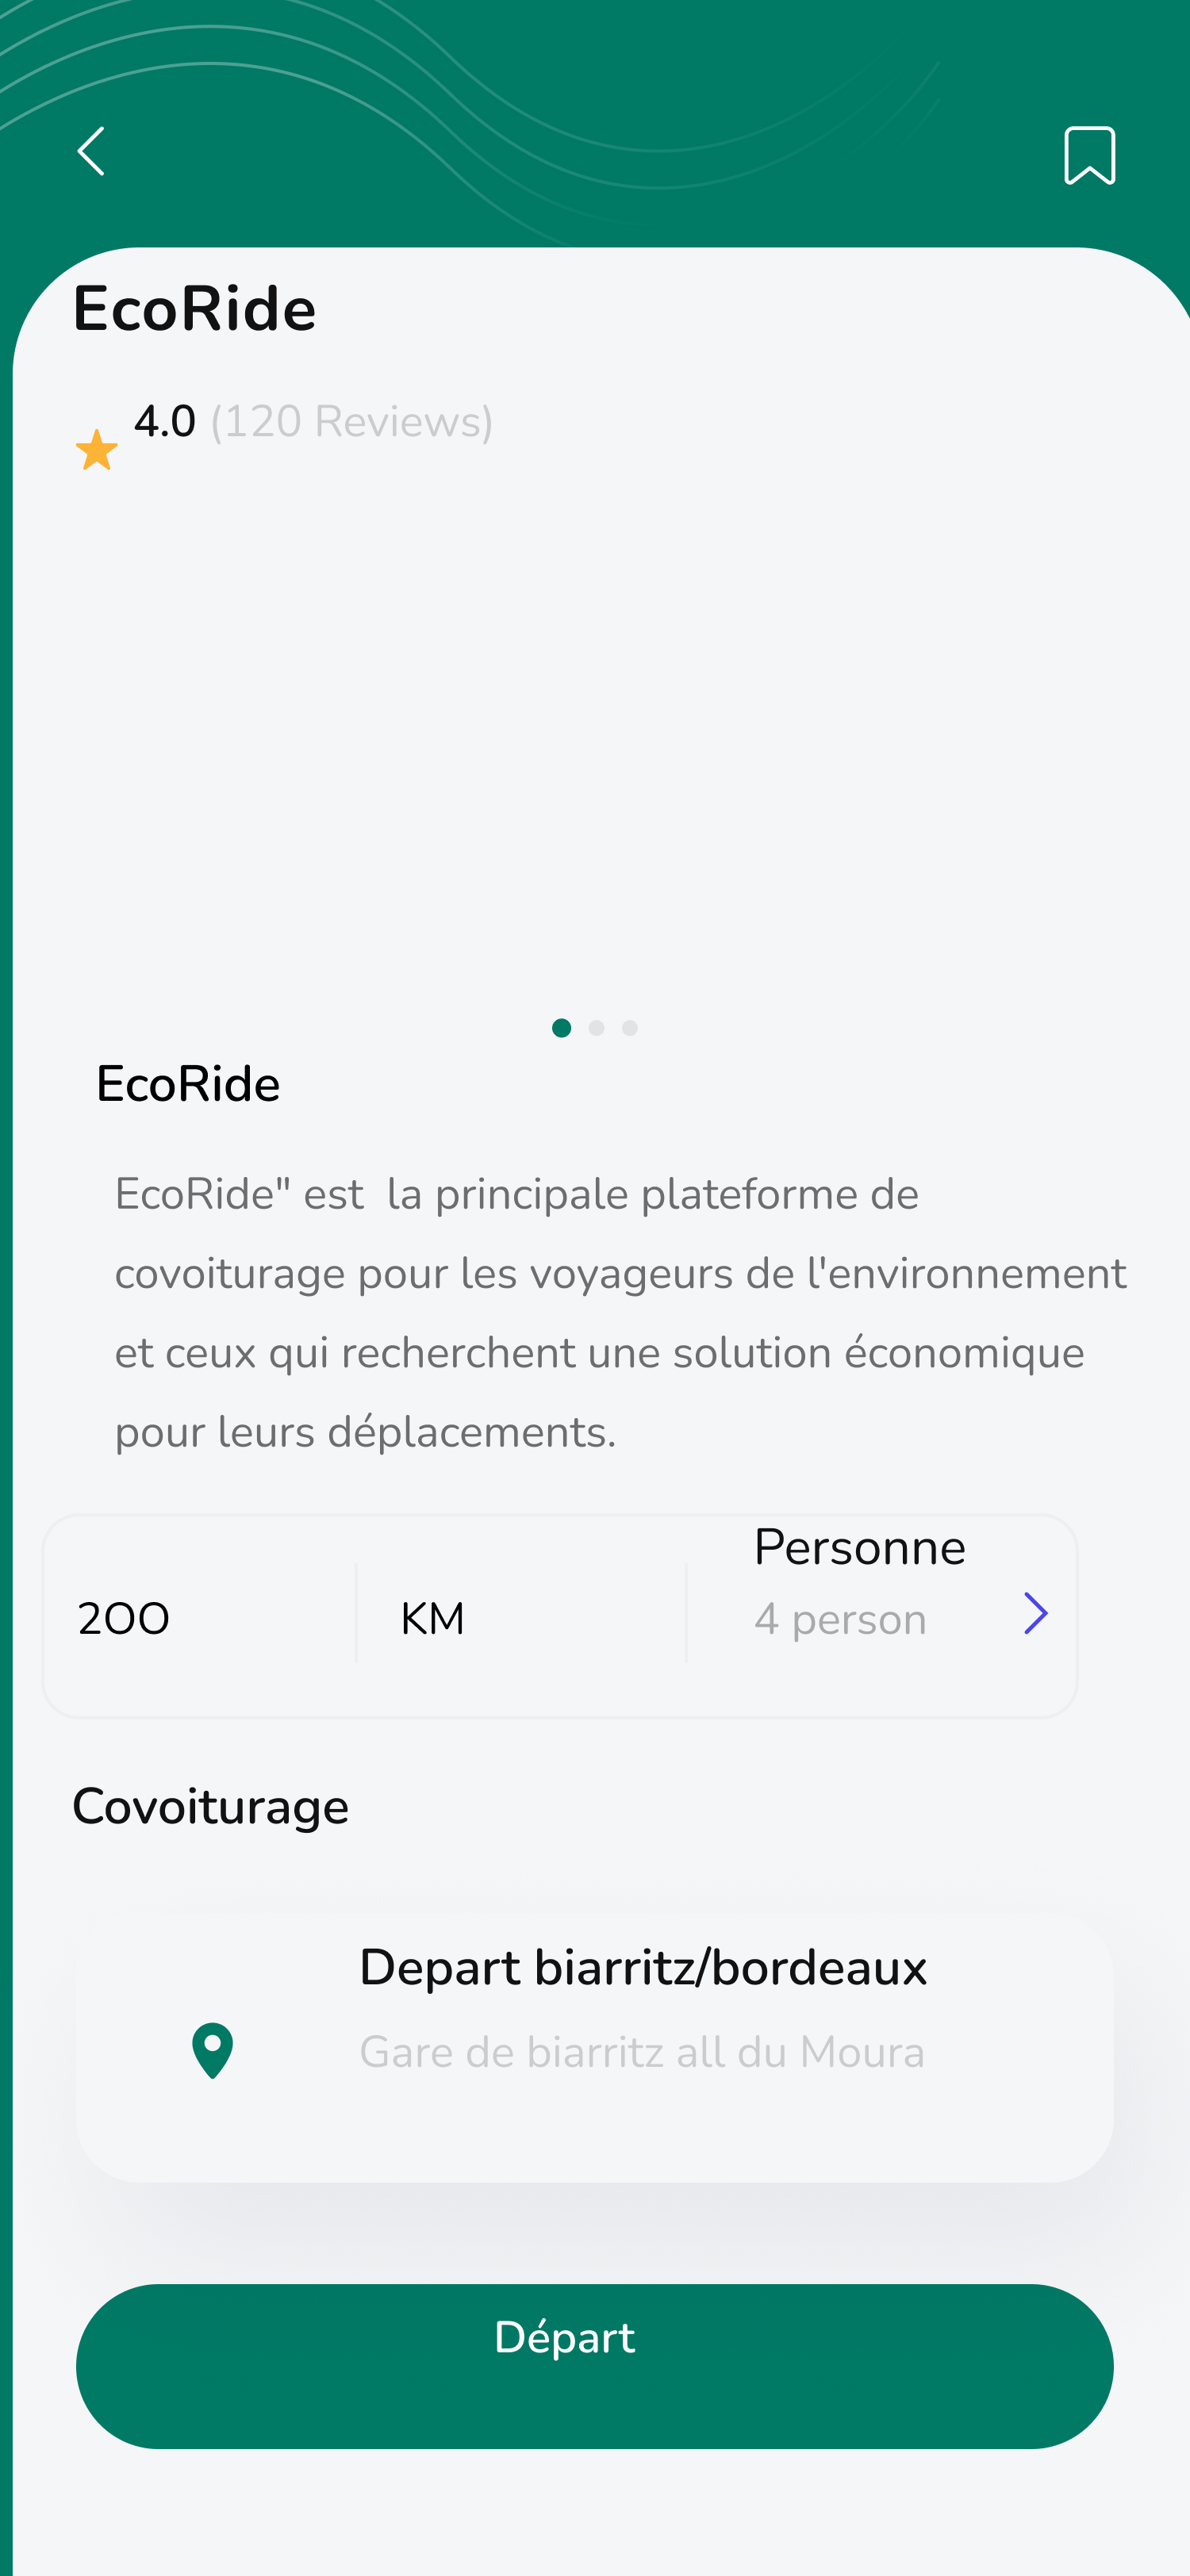 EcoRide
4.0 (120 Reviews)
EcoRide
EcoRide" est  la principale plateforme de
covoiturage pour les voyageurs de l'environnement
et ceux qui recherchent une solution économique
pour leurs déplacements.
Personne
2OO KM 4 person
Covoiturage
Depart biarritz/bordeaux
Gare de biarritz all du Moura
Départ